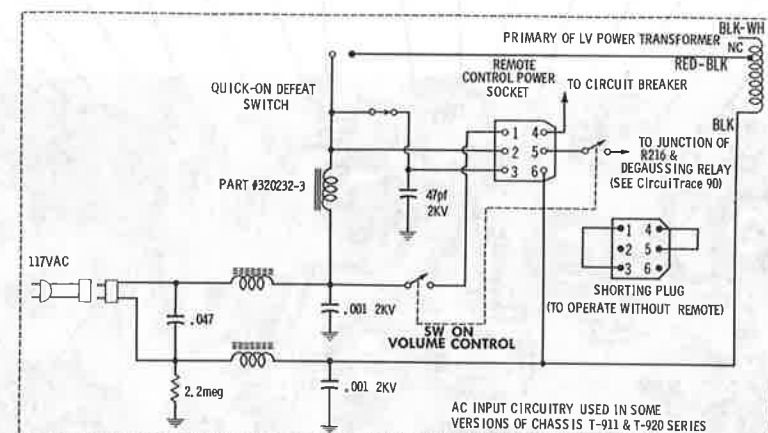 BLK-WH
PRIMARY OF LV POWER TRANSFORMER
NC
RED-BLK
REMOTE
CONTROL POWER
SOCKET
TO CIRCUIT BREAKER
QUICK-ON DEFEAT
SWITCH
BLK
1 4
2 5
3 6
TO JUNCTION OF
R216 &
DEGAUSSING RELAY
(SEE CircuiTrace 90)
PART #320232-3
47pf
2KV
1 4
2 5
3 6
117VAC
SHORTING PLUG
(TO OPERATE WITHOUT REMOTE)
.001 2KV
.047
SW ON
VOLUME CONTROL
2.2meg
.001 2KV
AC INPUT CIRCUITRY USED IN SOME
VERSIONS OF CHASSIS T-911 & T-920 SERIES